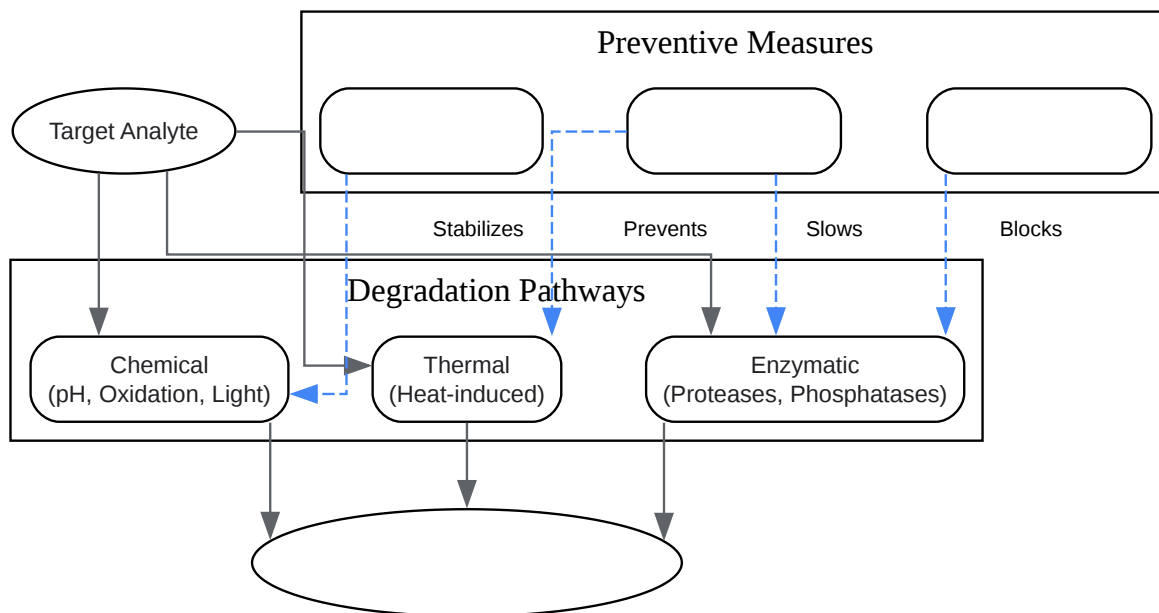 Preventive Measures
Target Analyte
Stabilizes
Prevents
Slows
Blocks
Degradation Pathways
Chemical
(pH, Oxidation, Light)
Thermal
(Heat-induced)
Enzymatic
(Proteases, Phosphatases)